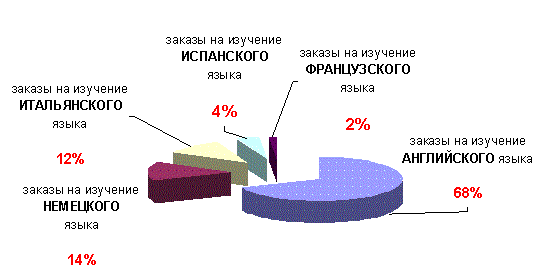 заказы на изучение
ИСПАНСКОГО
языка
4%
заказы на изучение
ФРАНЦУЗСКОГО
языка
2%
заказы на изучение
ИТАЛЬЯНСКОГО
языка
12%
заказы на изучение
АНГЛИЙСКОГО языка
68%
заказы на изучение
НЕМЕЦКОГО
языка
14%